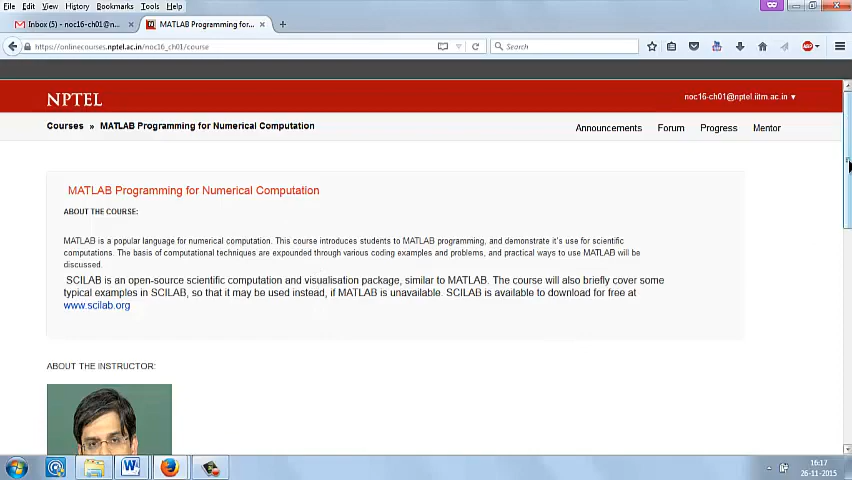 File Edit View History Bookmarks Tools Help
Inbox (5) - noc16-ch01@n... × MATLAB Programming for... × +
https://onlinecourses.nptel.ac.in/noc16_ch01/course Search
NPTEL noc16-ch01@nptel.iitm.ac.in ▼
Courses » MATLAB Programming for Numerical Computation Announcements Forum Progress Mentor
MATLAB Programming for Numerical Computation
ABOUT THE COURSE:
MATLAB is a popular language for numerical computation. This course introduces students to MATLAB programming, and demonstrate it's use for scientific
computations. The basis of computational techniques are expounded through various coding examples and problems, and practical ways to use MATLAB will be
discussed.
SCILAB is an open-source scientific computation and visualisation package, similar to MATLAB. The course will also briefly cover some
typical examples in SCILAB, so that it may be used instead, if MATLAB is unavailable. SCILAB is available to download for free at
www.scilab.org
ABOUT THE INSTRUCTOR:
16:17
26-11-2015